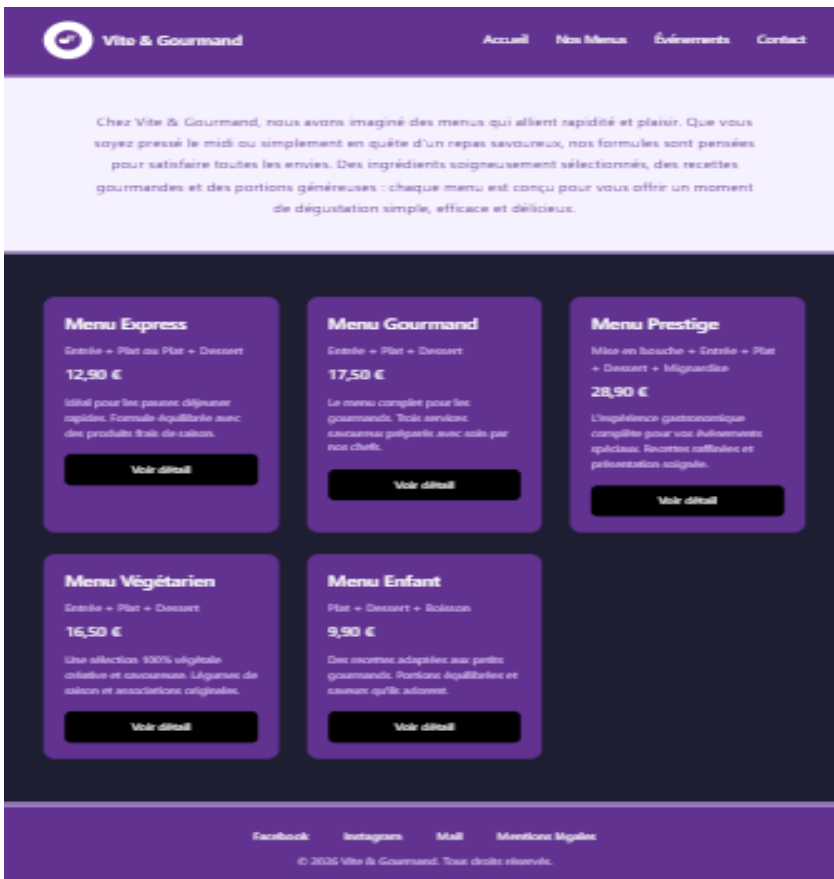 Vite & Gourmand
Accueil Nos Menus Événements Contact
Chez Vite & Gourmand, nous avons imaginé des menus qui allient rapidité et plaisir. Que vous
soyez pressé le midi ou simplement en quête d'un repas savoureux, nos formules sont pensées
pour satisfaire toutes les envies. Des ingrédients soigneusement sélectionnés, des recettes
gourmandes et des portions généreuses : chaque menu est conçu pour vous offrir un moment
de dégustation simple, efficace et délicieux.
Menu Express
Entrée + Plat ou Plat + Dessert
12,90 €
Idéal pour les pauses déjeuner
rapides. Formule équilibrée avec
des produits frais de saison.
Voir détail
Menu Gourmand
Entrée + Plat + Dessert
17,50 €
Le menu complet pour les
gourmands. Trois services
savoureux préparés avec soin par
nos chefs.
Voir détail
Menu Prestige
Mise en bouche + Entrée + Plat
+ Dessert + Mignardise
28,90 €
L'expérience gastronomique
complète pour vos événements
spéciaux. Recettes raffinées et
présentation soignée.
Voir détail
Menu Végétarien
Entrée + Plat + Dessert
16,50 €
Une sélection 100% végétale
créative et savoureuse. Légumes de
saison et associations originales.
Voir détail
Menu Enfant
Plat + Dessert + Boisson
9,90 €
Des recettes adaptées aux petits
gourmands. Portions équilibrées et
saveurs qu'ils adorent.
Voir détail
Facebook Instagram Mail Mentions légales
© 2026 Vite & Gourmand. Tous droits réservés.